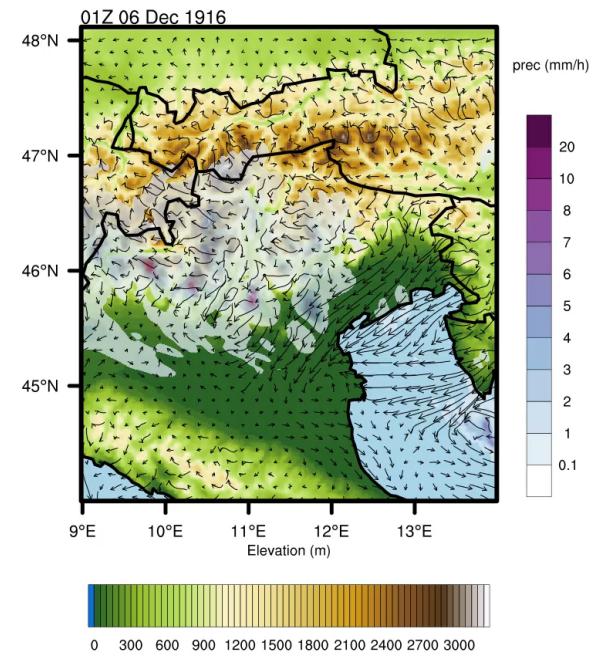 01Z 06 Dec 1916
48°N
47°N
46°N
45°N
9°E 10°E 11°E 12°E 13°E
Elevation (m)
prec (mm/h)
20
10
8
7
6
5
4
3
2
1
0.1
0 300 600 900 1200 1500 1800 2100 2400 2700 3000